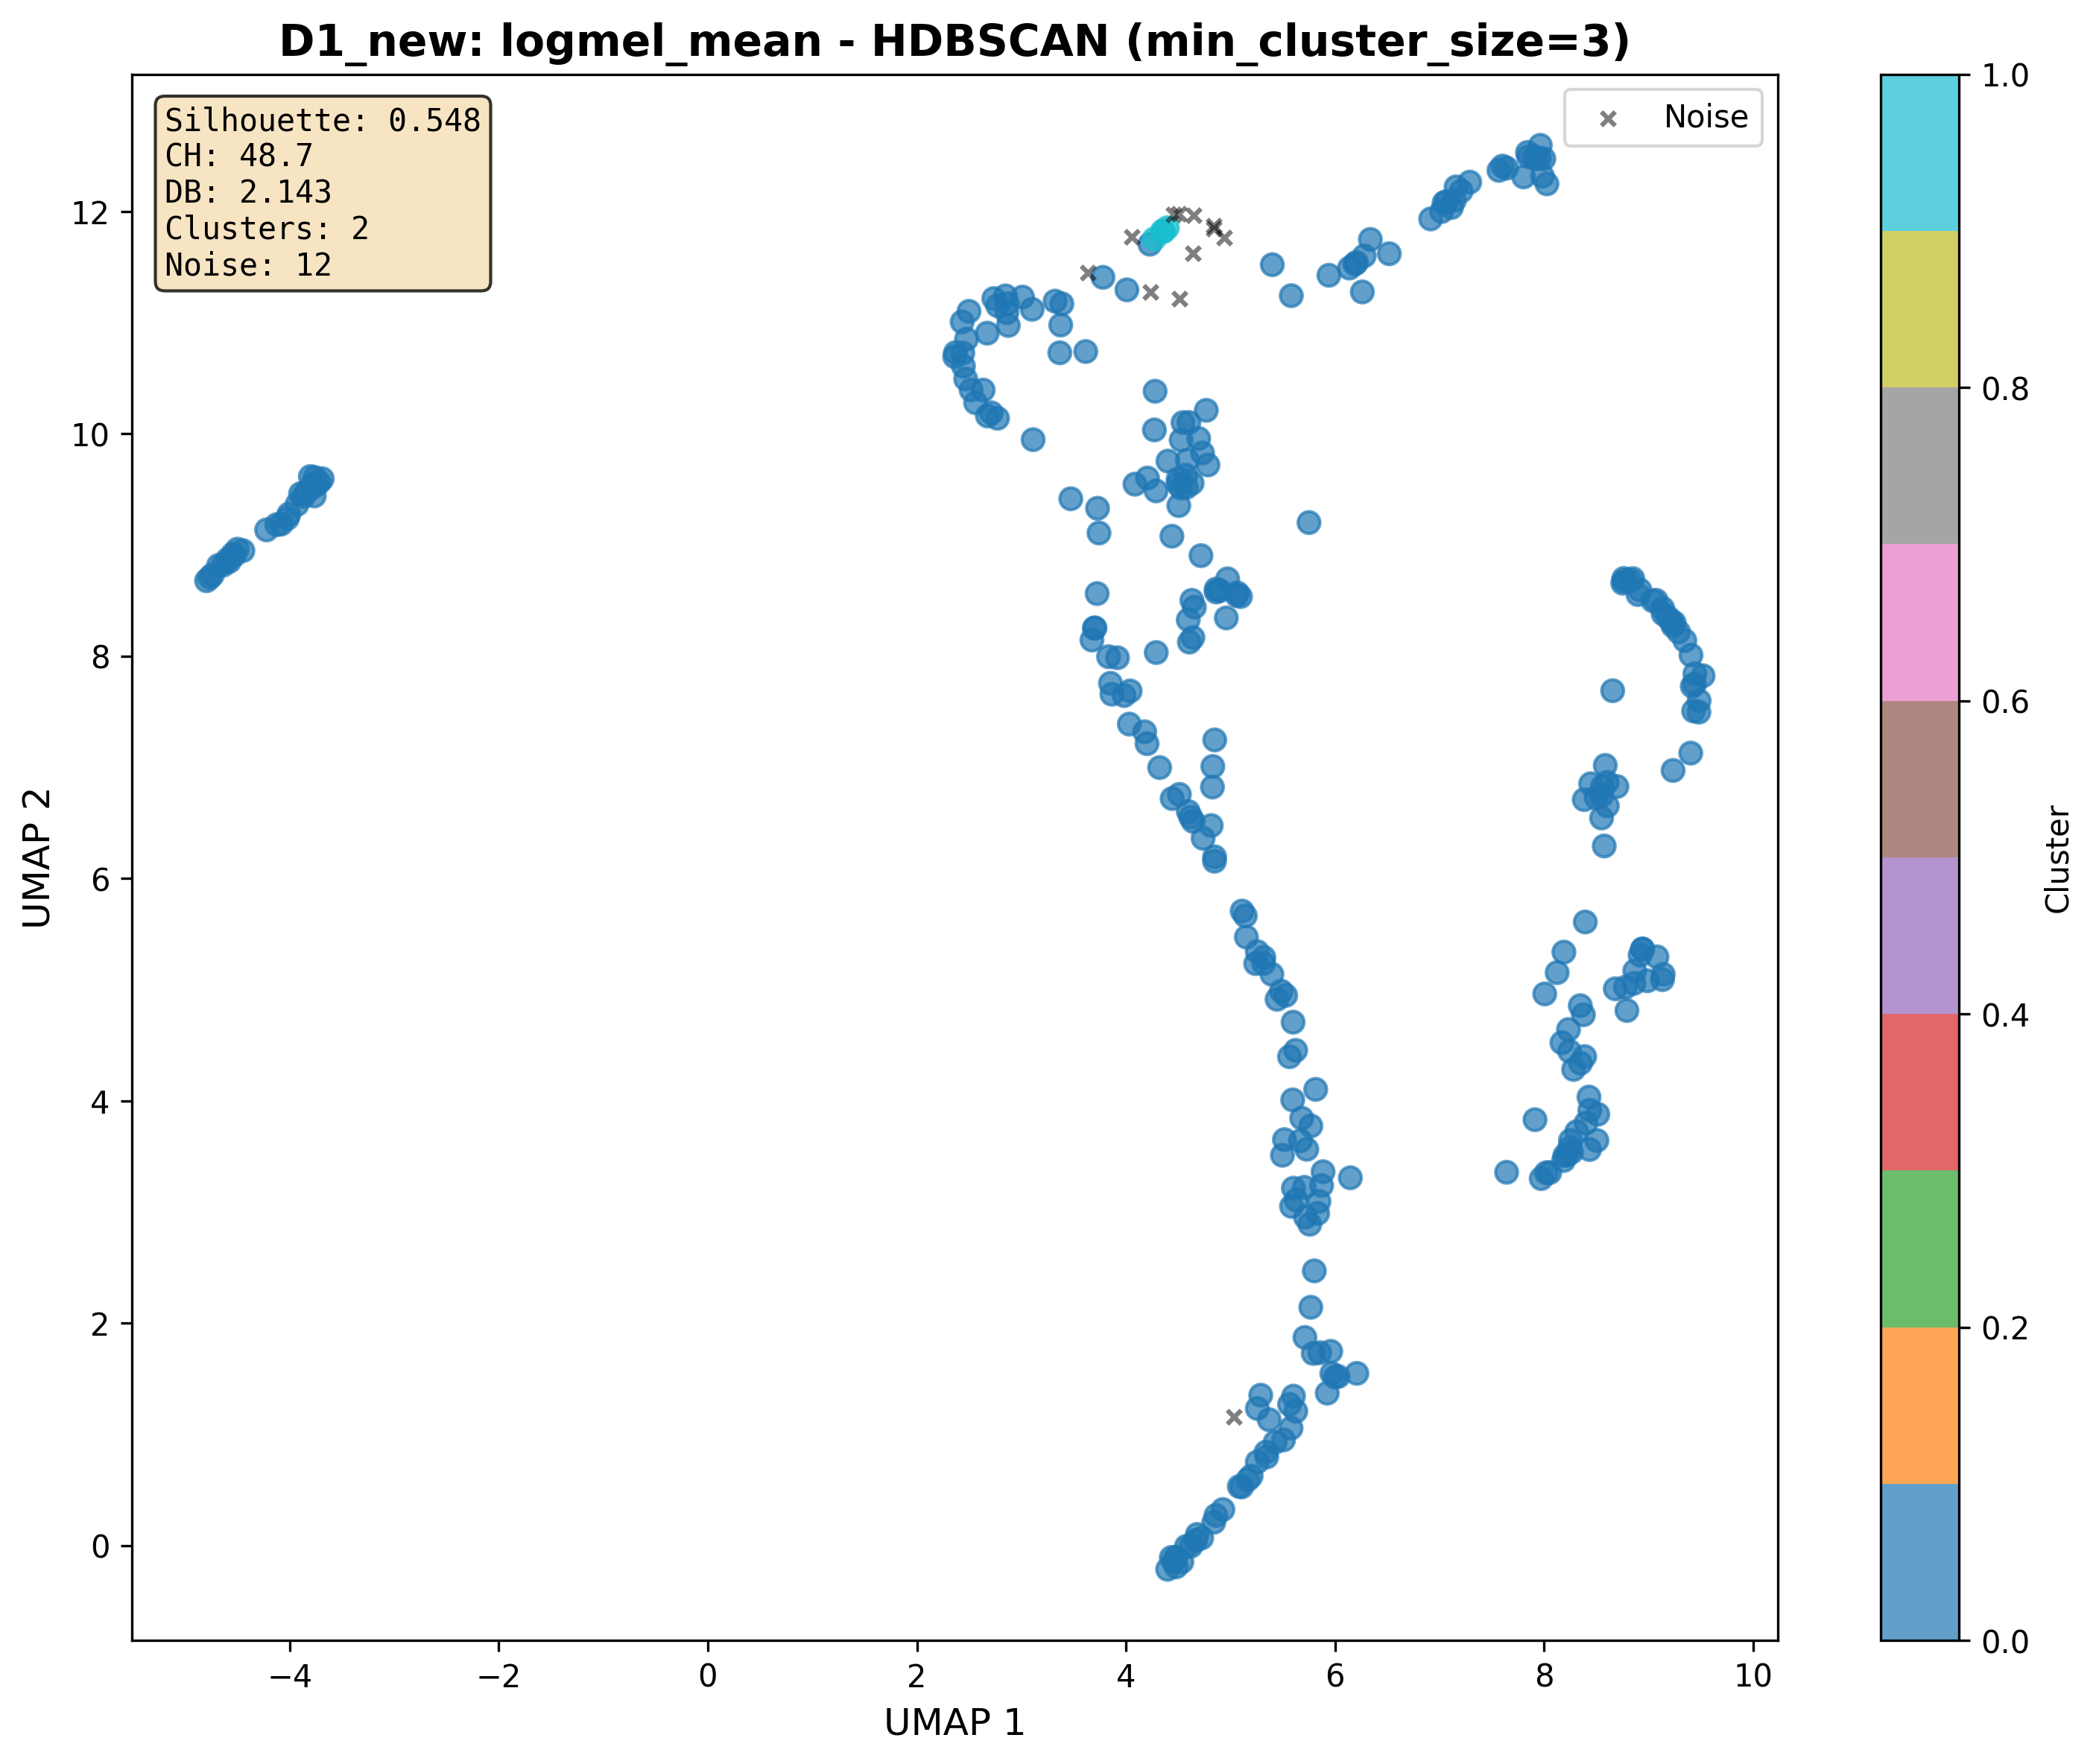 D1_new: logmel_mean - HDBSCAN (min_cluster_size=3)
Silhouette: 0.548
CH: 48.7
DB: 2.143
Clusters: 2
Noise: 12
Noise
12
10
8
6
4
2
0
UMAP 2
−4
−2
0
2
4
6
8
10
UMAP 1
1.0
0.8
0.6
0.4
0.2
0.0
Cluster